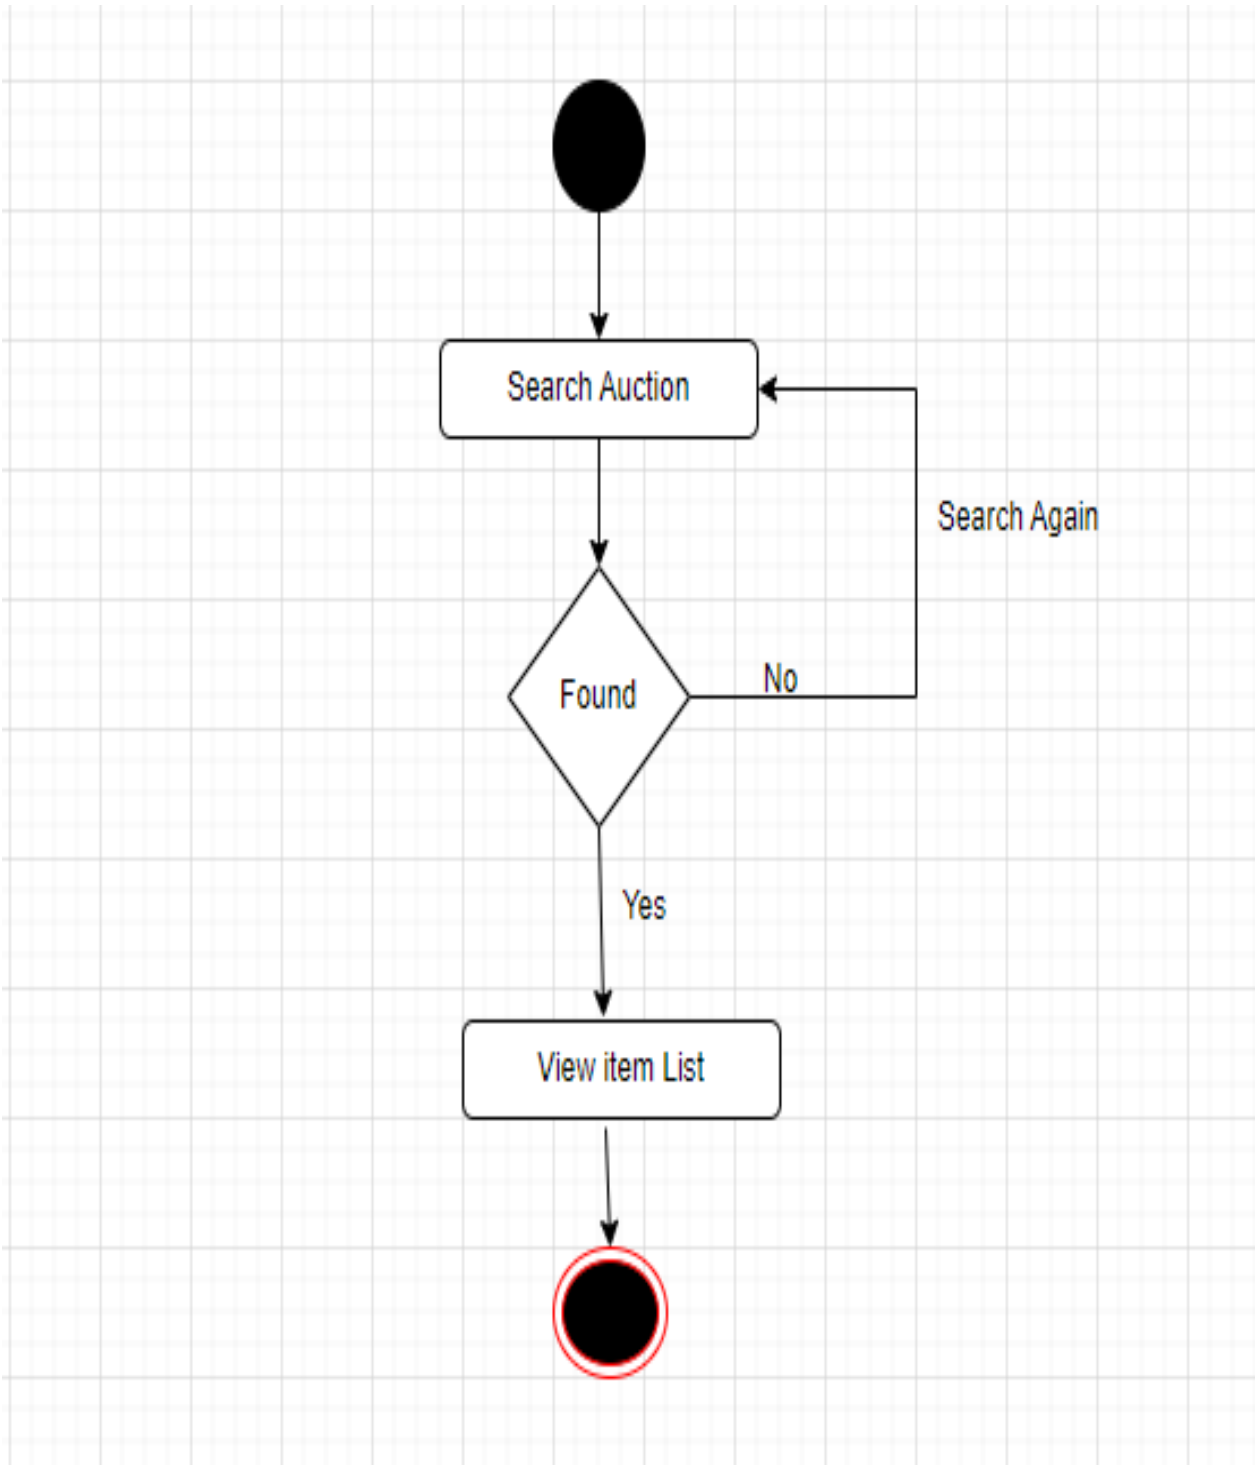 Search Auction
Search Again
No
Found
Yes
View item List